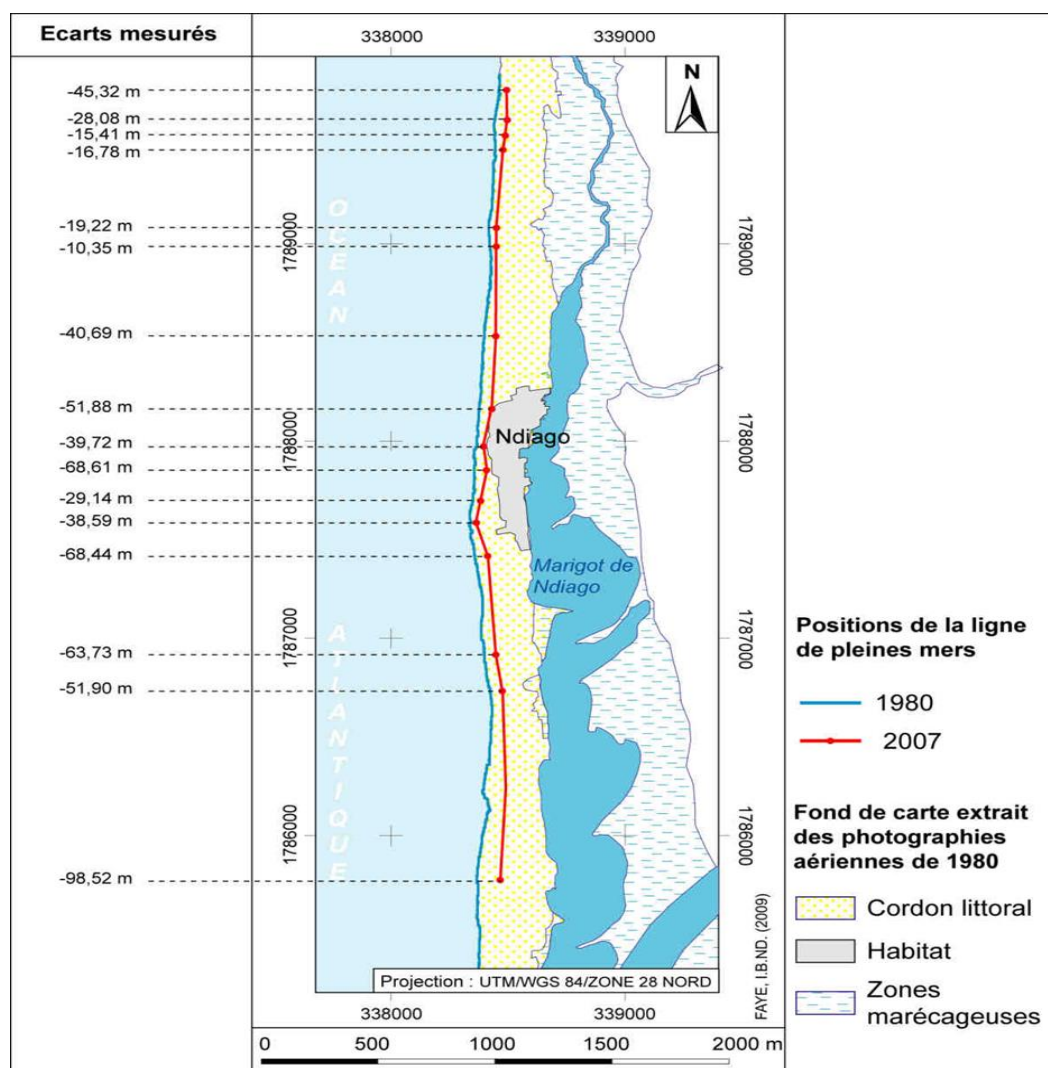 Ecarts mesurés
338000
339000
-45,32 m
-28,08 m
-15,41 m
-16,78 m
-19,22 m
-10,35 m
-40,69 m
-51,88 m
-39,72 m
-68,61 m
-29,14 m
-38,59 m
-68,44 m
-63,73 m
-51,90 m
-98,52 m
N
OCEAN
ATLANTIQUE
1789000
1788000
1787000
1786000
Ndiago
Marigot de
Ndiago
1789000
1788000
1787000
1786000
Projection : UTM/WGS 84/ZONE 28 NORD
FAYE, I.B.ND. (2009)
338000
339000
0 500 1000 1500 2000 m
Positions de la ligne
de pleines mers
1980
2007
Fond de carte extrait
des photographies
aériennes de 1980
Cordon littoral
Habitat
Zones
marécageuses